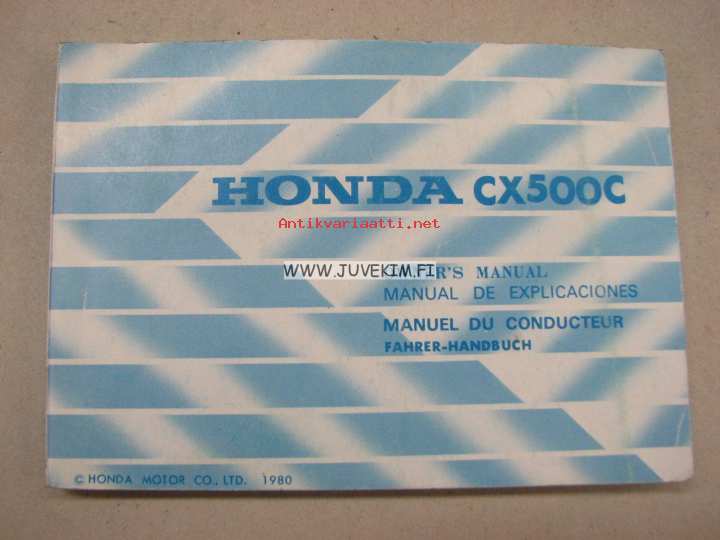 HONDA CX500C
Antikvariaatti.net
WWW.JUVEKIM.FI
'S MANUAL
MANUAL DE EXPLICACIONES
MANUEL DU CONDUCTEUR
FAHRER-HANDBUCH
© HONDA MOTOR CO., LTD. 1980